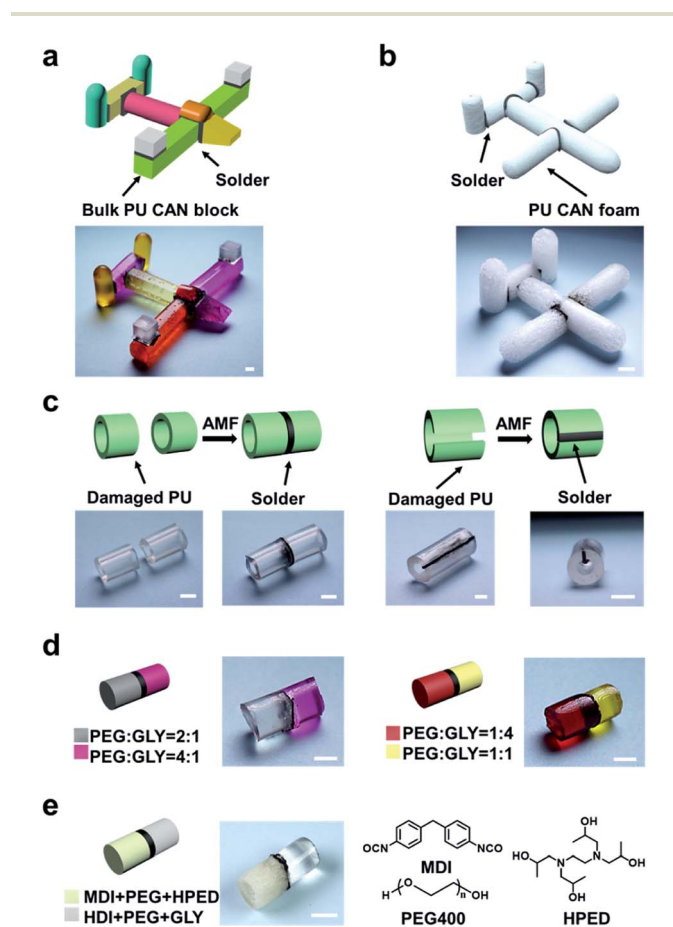 a
b
Solder
Solder
Bulk PU CAN block
PU CAN foam
c
AMF
AMF
Damaged PU
Solder
Damaged PU
Solder
d
PEG:GLY=2:1
PEG:GLY=4:1
PEG:GLY=1:4
PEG:GLY=1:1
e
MDI+PEG+HPED
HDI+PEG+GLY
OCN
NCO
MDI
H
O
n
OH
PEG400
OH
HO
N
N
OH
OH
HPED